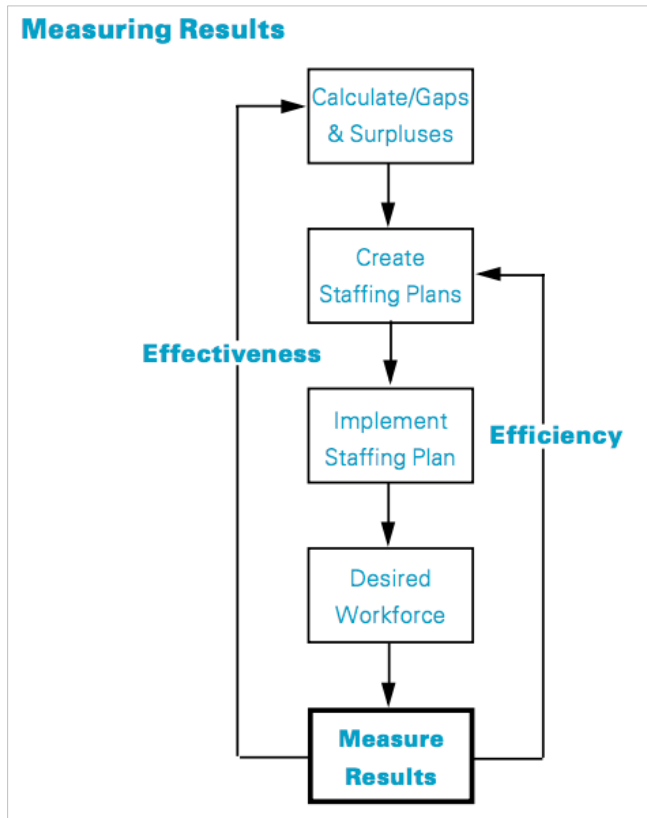 Measuring Results
Calculate/Gaps
& Surpluses
Create
Staffing Plans
Effectiveness
Implement
Staffing Plan
Efficiency
Desired
Workforce
Measure
Results